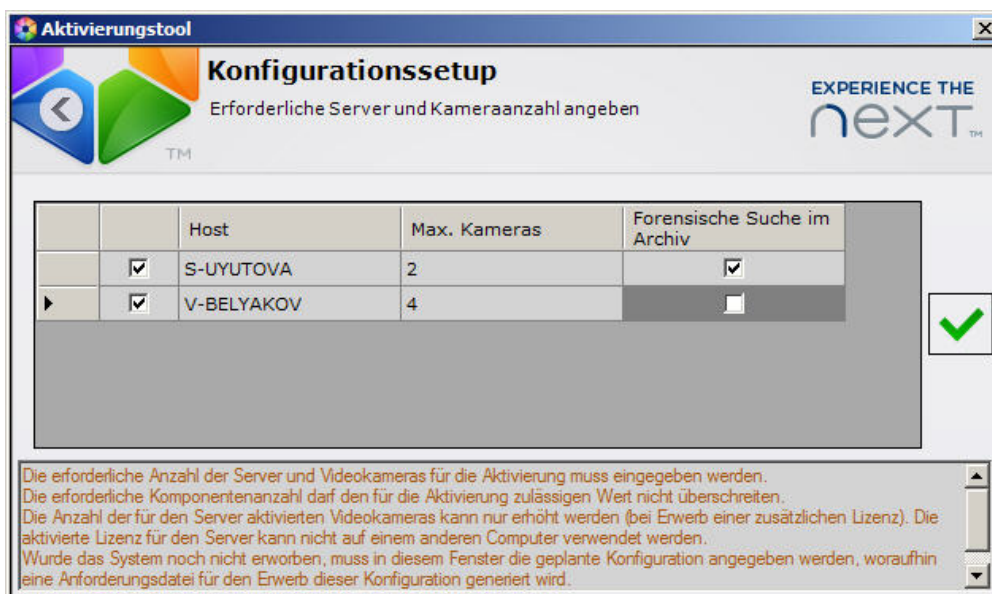 Aktivierungstool
Konfigurationssetup
Erforderliche Server und Kameraanzahl angeben
EXPERIENCE THE
next™
TM
Host Max. Kameras Forensische Suche im Archiv
S-UYUTOVA 2
V-BELYAKOV 4
Die erforderliche Anzahl der Server und Videokameras für die Aktivierung muss eingegeben werden.
Die erforderliche Komponentenanzahl darf den für die Aktivierung zulässigen Wert nicht überschreiten.
Die Anzahl der für den Server aktivierten Videokameras kann nur erhöht werden (bei Erwerb einer zusätzlichen Lizenz). Die
aktivierte Lizenz für den Server kann nicht auf einem anderen Computer verwendet werden.
Wurde das System noch nicht erworben, muss in diesem Fenster die geplante Konfiguration angegeben werden, woraufhin
eine Anforderungsdatei für den Erwerb dieser Konfiguration generiert wird.